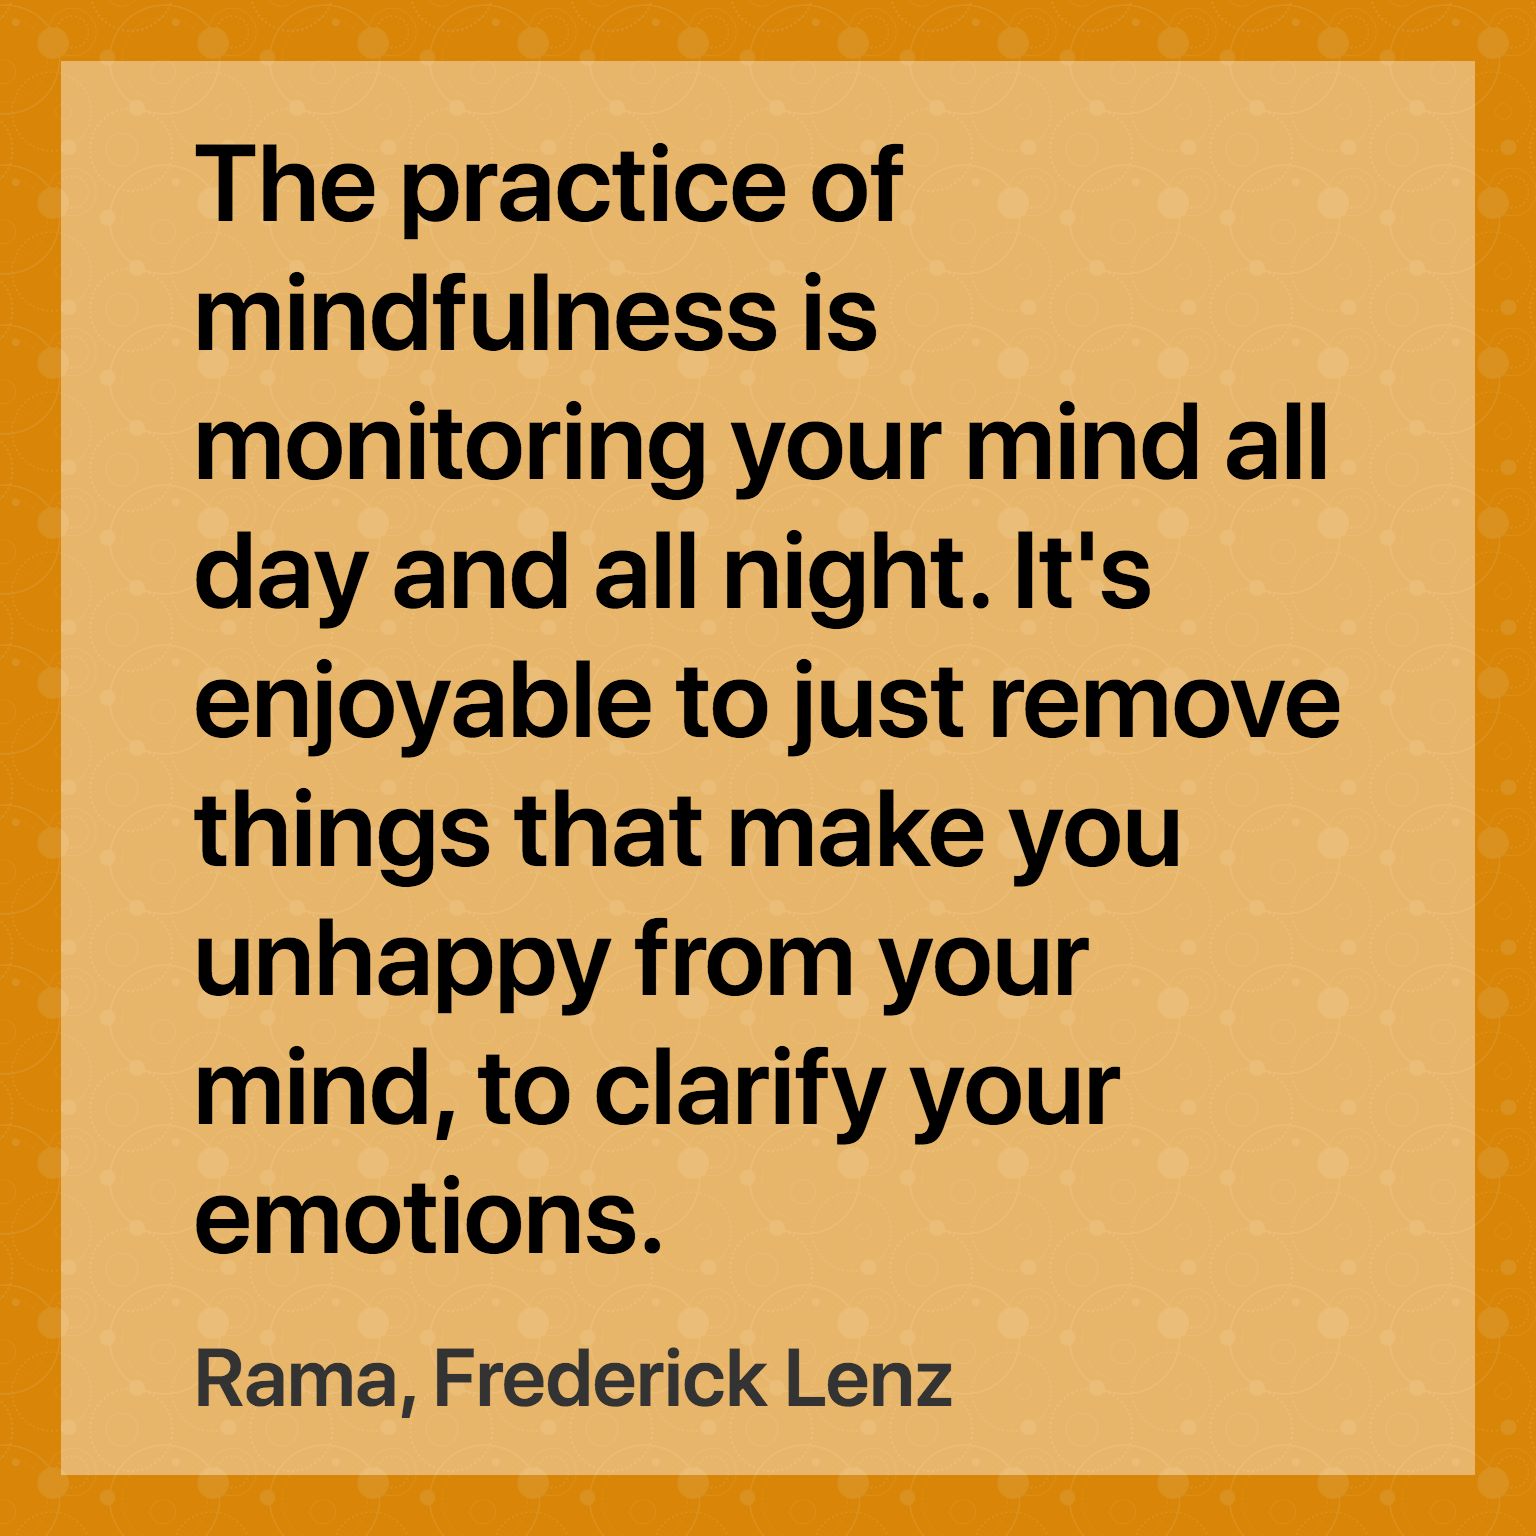 The practice of
mindfulness is
monitoring your mind all
day and all night. It's
enjoyable to just remove
things that make you
unhappy from your
mind, to clarify your
emotions.
Rama, Frederick Lenz